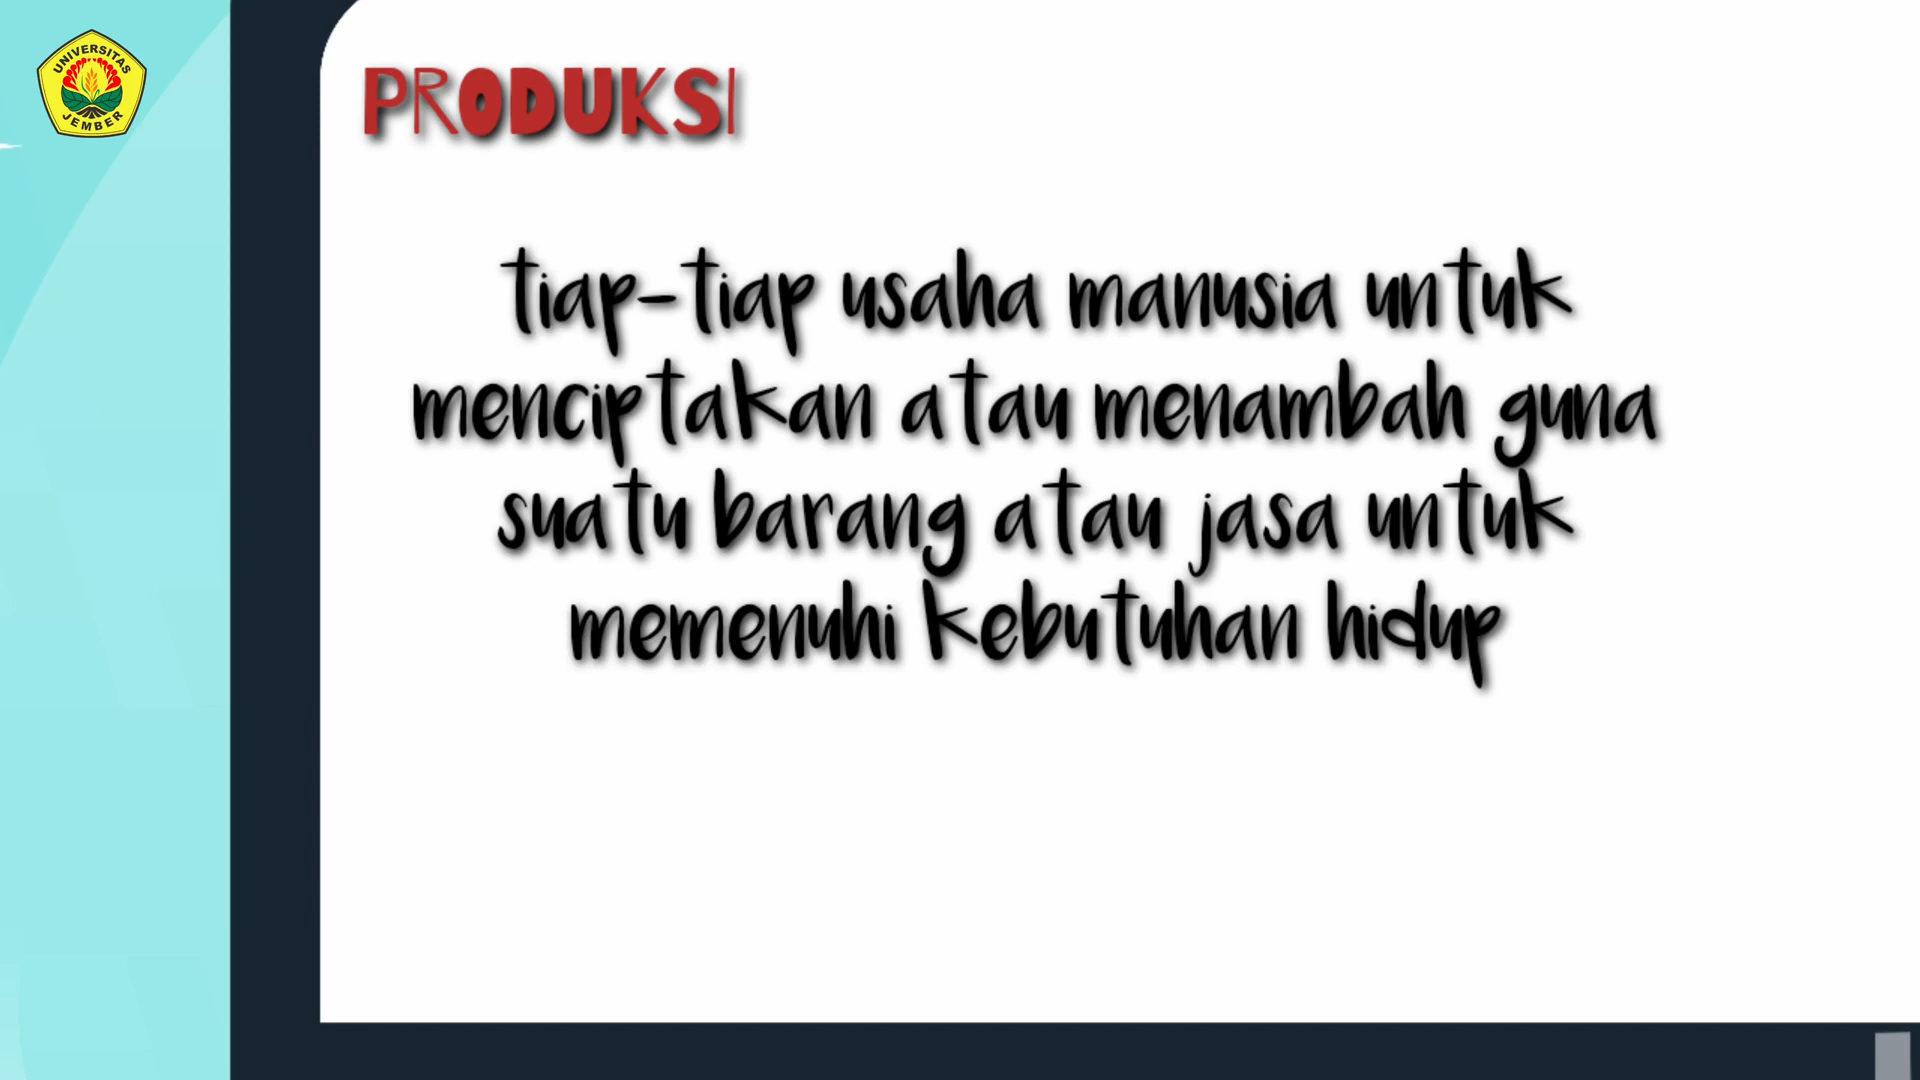 UNIVERSITAS
JEMBER
PRODUKSI
tiap-tiap usaha manusia untuk
menciptakan atau menambah guna
suatu barang atau jasa untuk
memenuhi kebutuhan hidup